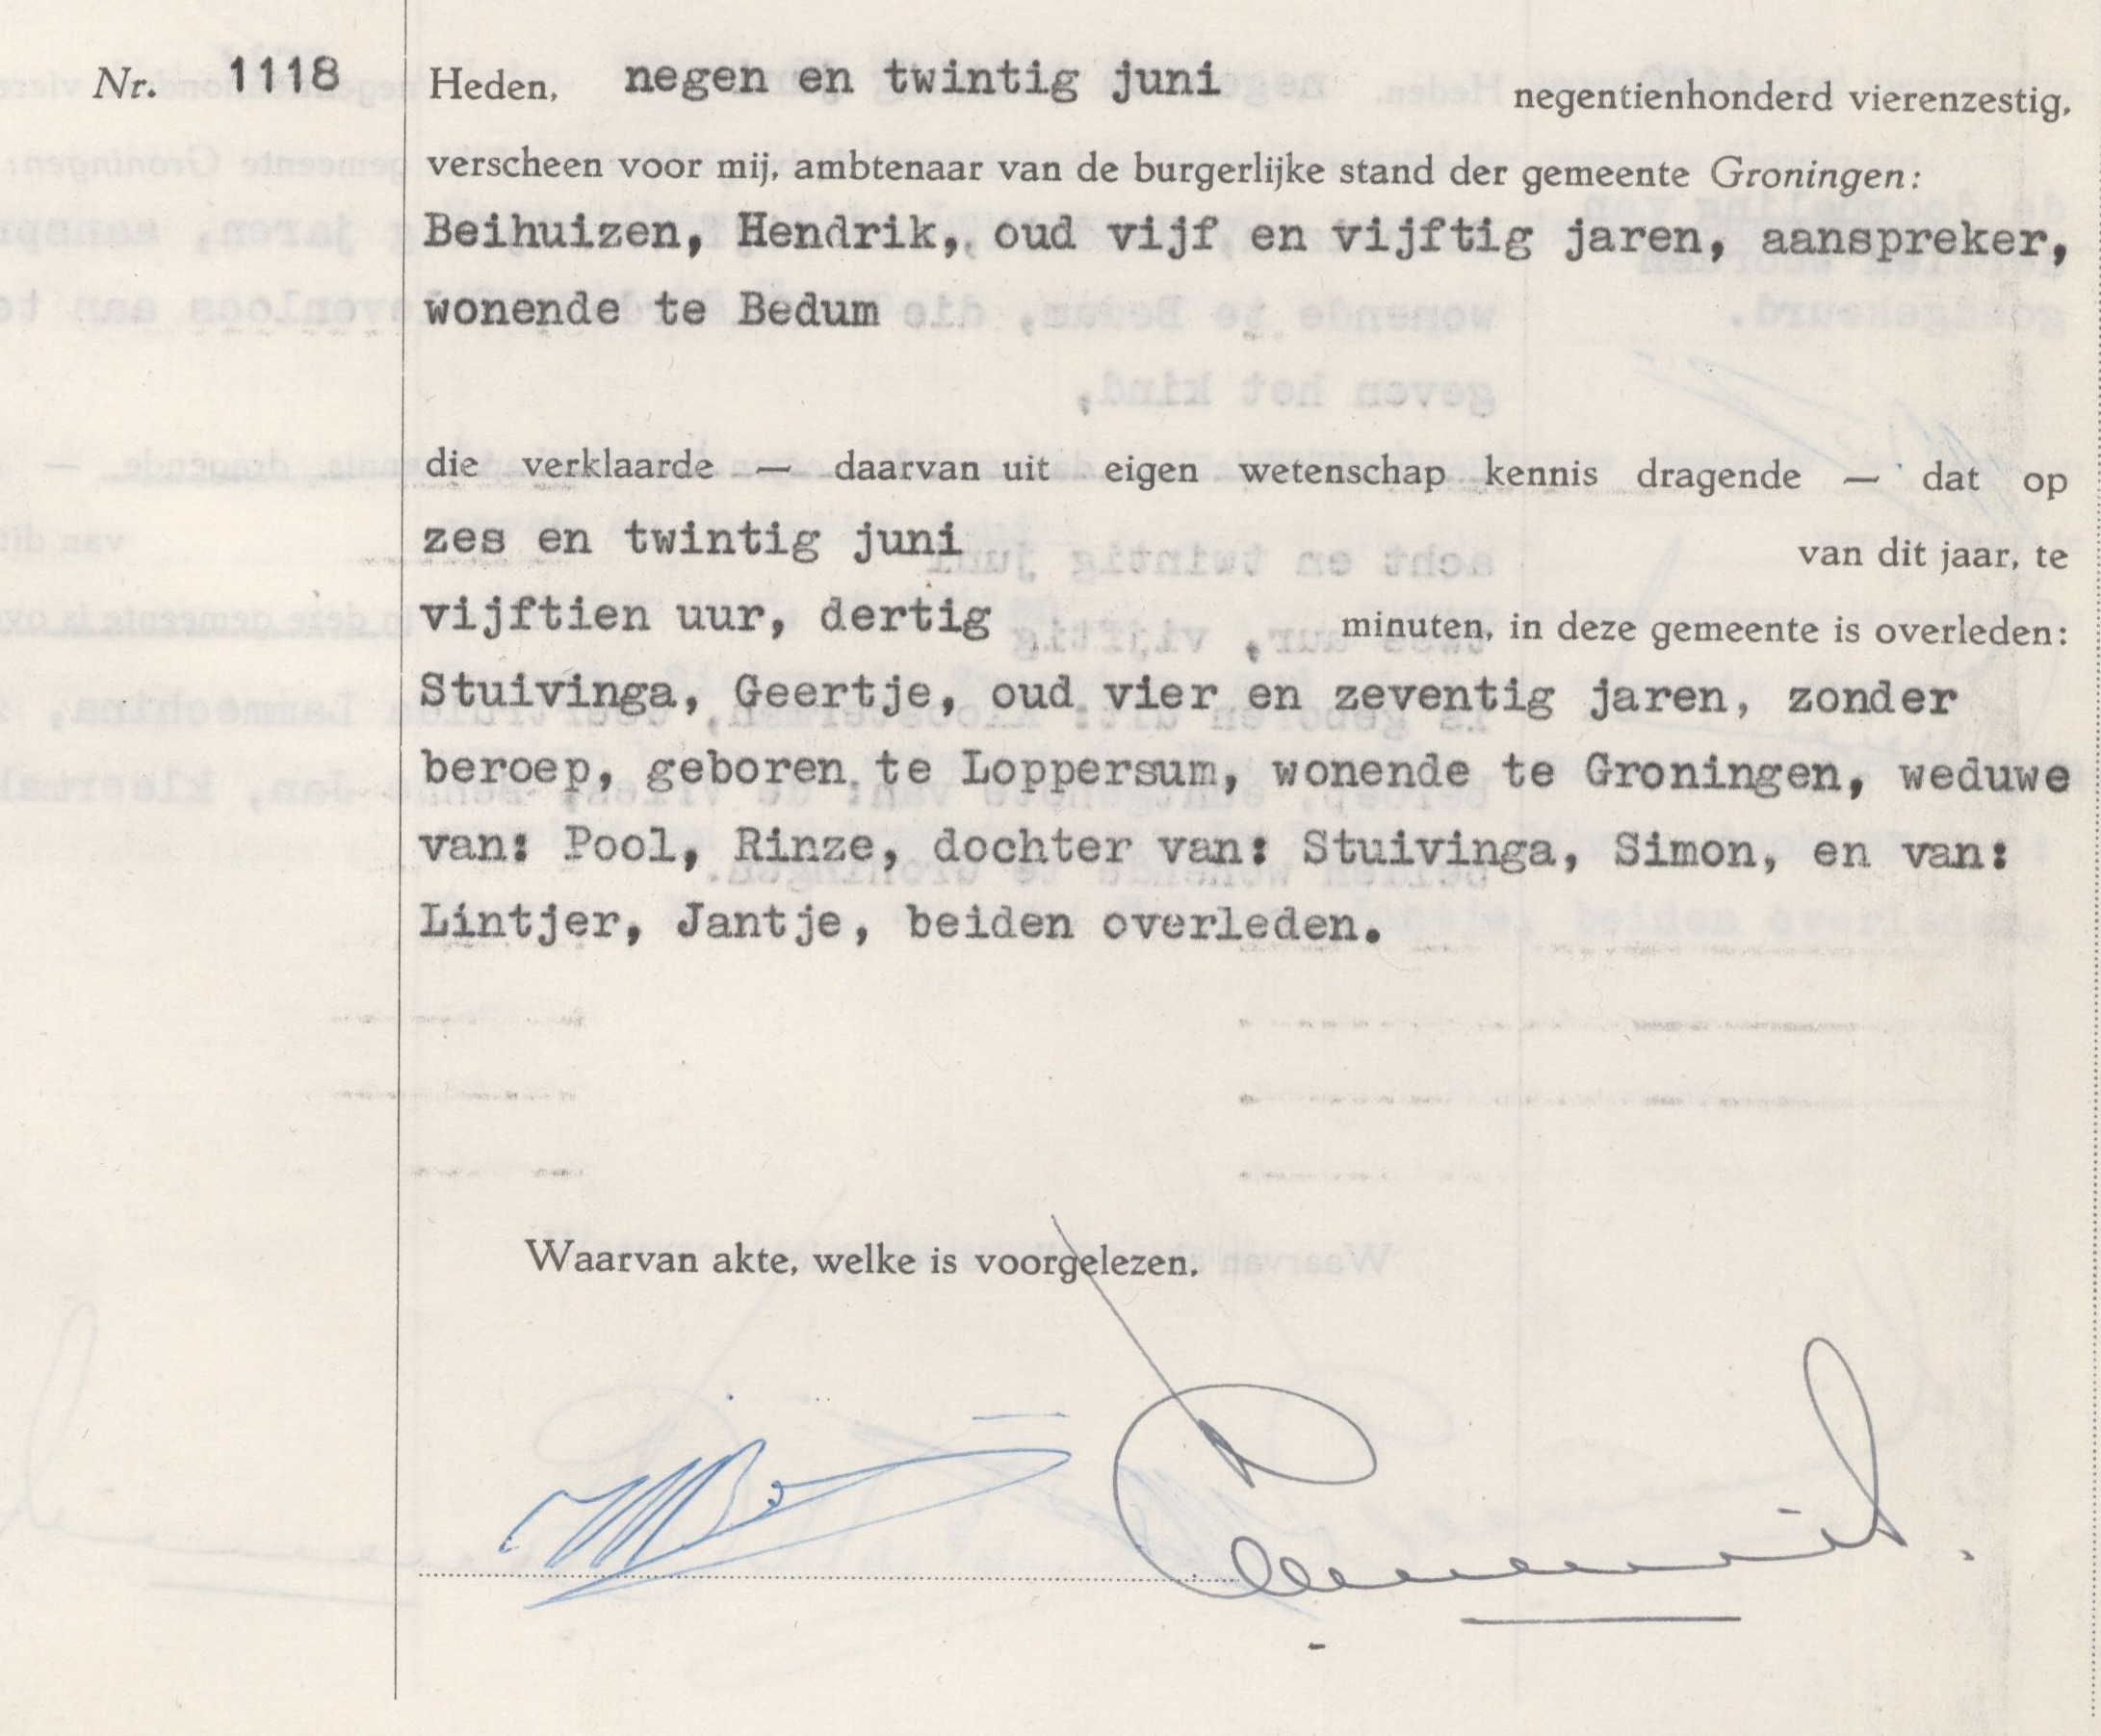 Nr. 1118
Heden, negen en twintig juni negentienhonderd vierenzestig,
verscheen voor mij, ambtenaar van de burgerlijke stand der gemeente Groningen:
Beihuizen, Hendrik,, oud vijf en vijftig jaren, aanspreker,
wonende te Bedum
die verklaarde — daarvan uit eigen wetenschap kennis dragende — dat op
zes en twintig juni van dit jaar, te
vijftien uur, dertig minuten, in deze gemeente is overleden:
Stuivinga, Geertje, oud vier en zeventig jaren, zonder
beroep, geboren te Loppersum, wonende te Groningen, weduwe
van: Pool, Rinze, dochter van: Stuivinga, Simon, en van:
Lintjer, Jantje, beiden overleden.
Waarvan akte, welke is voorgelezen.